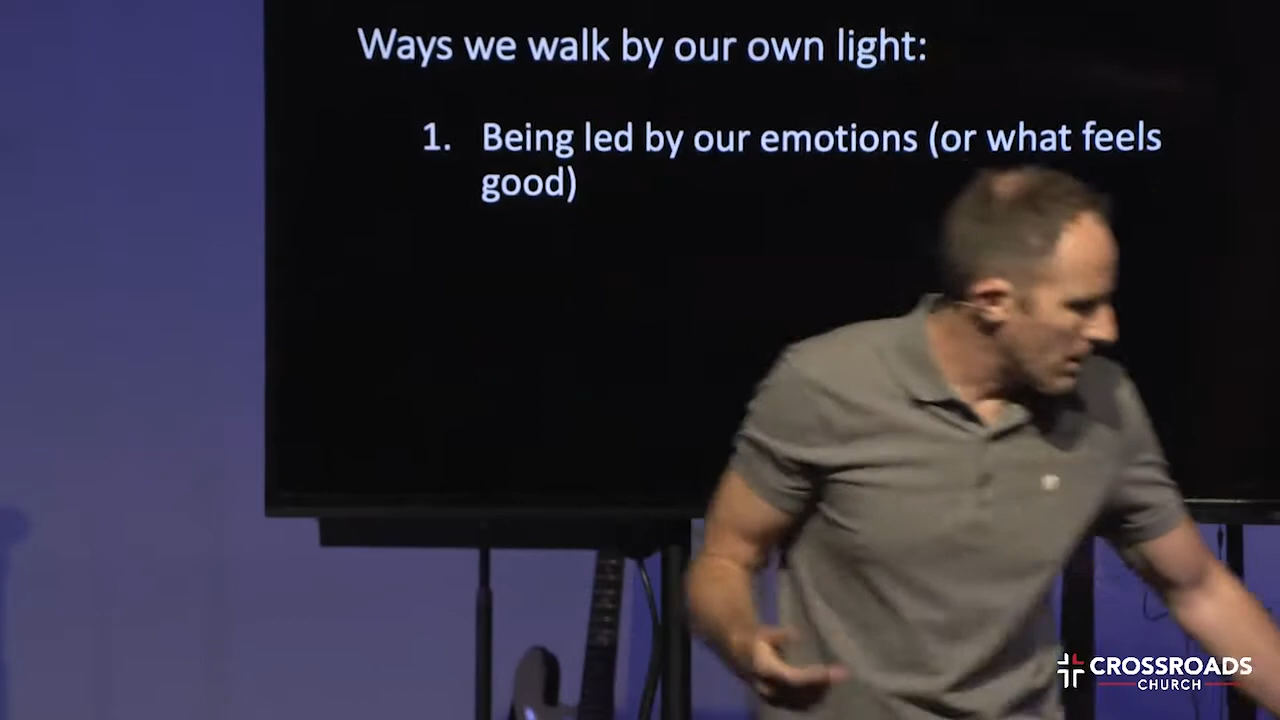 Ways we walk by our own light:
1. Being led by our emotions (or what feels
good)
CROSSROADS
CHURCH